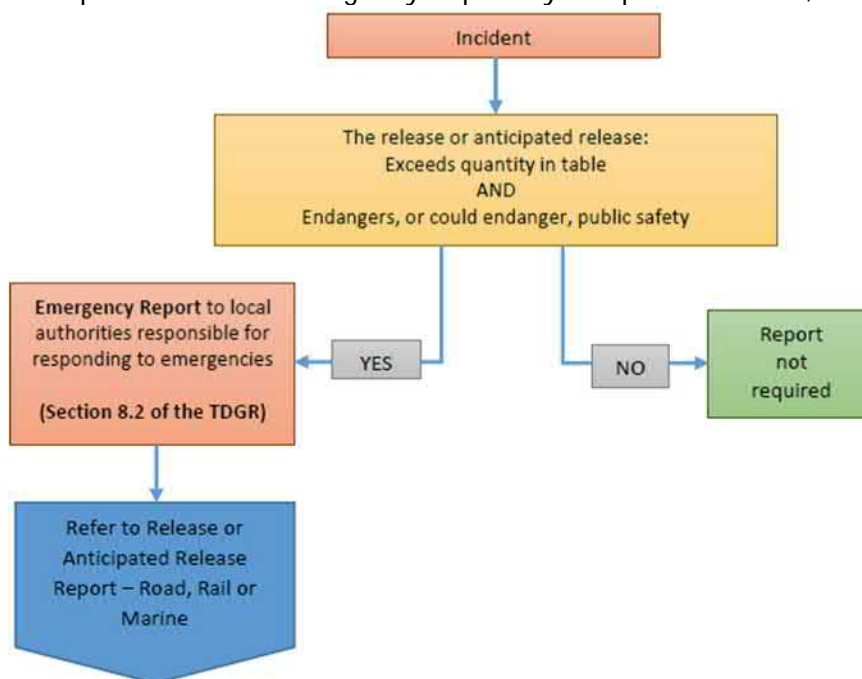 Incident
The release or anticipated release:
Exceeds quantity in table
AND
Endangers, or could endanger, public safety
Emergency Report to local
authorities responsible for
responding to emergencies
(Section 8.2 of the TDGR)
YES
NO
Report
not
required
Refer to Release or
Anticipated Release
Report – Road, Rail or
Marine